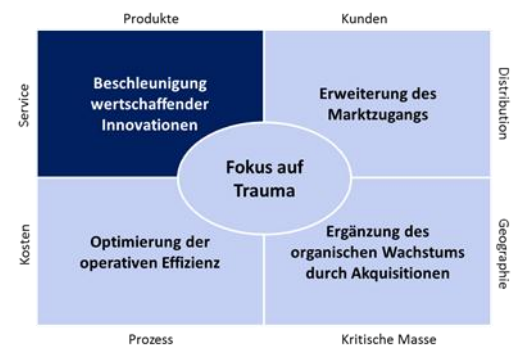 Produkte
Kunden
Service
Beschleunigung
wertschaffender
Innovationen
Erweiterung des
Marktzugangs
Distribution
Fokus auf
Trauma
Kosten
Optimierung der
operativen Effizienz
Ergänzung des
organischen Wachstums
durch Akquisitionen
Geographie
Prozess
Kritische Masse